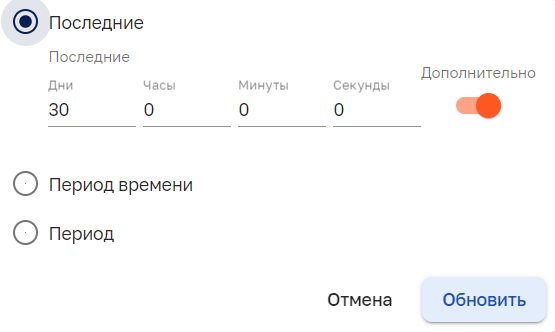 Последние
Последние
Дополнительно
Дни Часы Минуты Секунды
30 0 0 0
Период времени
Период
Отмена Обновить